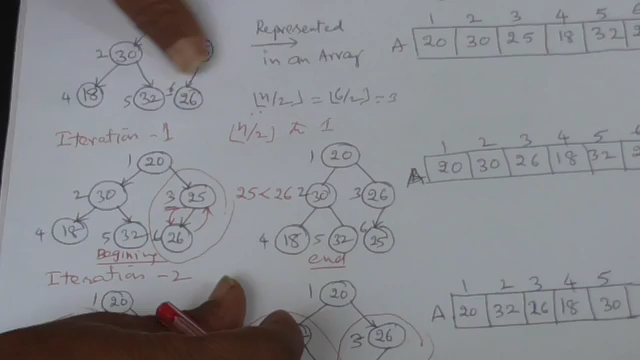 2 30
4 18 5 32 6 26
Represented
in an Array
⌊n/2⌋ = ⌊6/2⌋ = 3
1 2 3 4 5
A 20 30 25 18 32
Iteration - 1
⌊n/2⌋ to 1
1 20
2 30 3 25
4 18 5 32 6 26
Begining
25 < 26
1 20
2 30 3 26
4 18 5 32 6 25
end
1 2 3 4 5
A 20 30 26 18 32
Iteration - 2
1 20
1 20
3 26
1 2 3 4 5
A 20 32 26 18 30